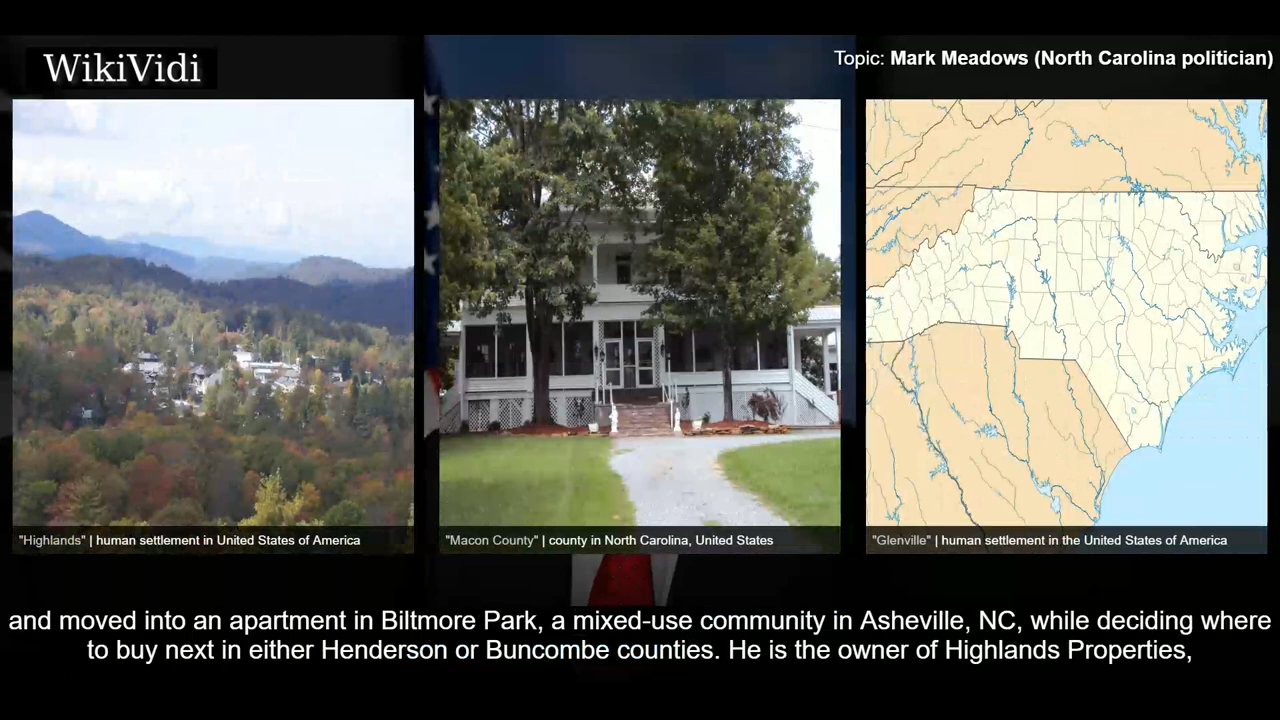 WikiVidi
Topic: Mark Meadows (North Carolina politician)
"Highlands" | human settlement in United States of America
"Macon County" | county in North Carolina, United States
"Glenville" | human settlement in the United States of America
and moved into an apartment in Biltmore Park, a mixed-use community in Asheville, NC, while deciding where
to buy next in either Henderson or Buncombe counties. He is the owner of Highlands Properties,